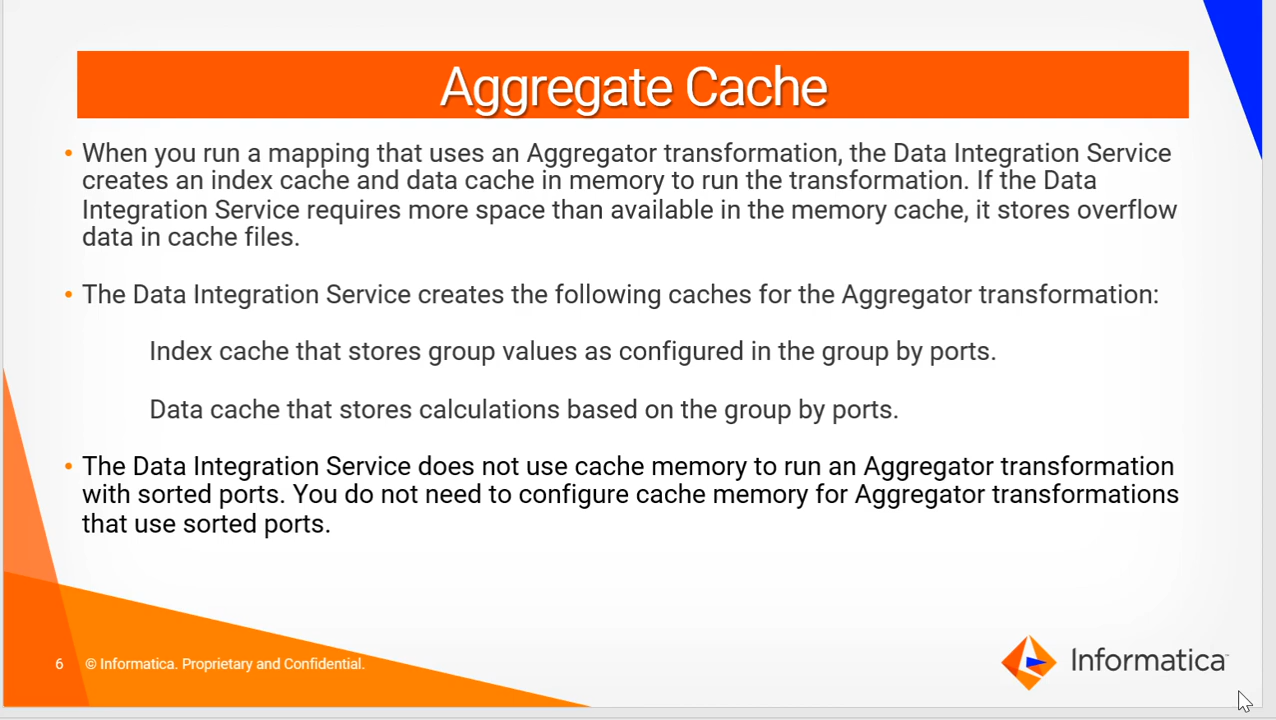 Aggregate Cache
• When you run a mapping that uses an Aggregator transformation, the Data Integration Service
creates an index cache and data cache in memory to run the transformation. If the Data
Integration Service requires more space than available in the memory cache, it stores overflow
data in cache files.
• The Data Integration Service creates the following caches for the Aggregator transformation:
Index cache that stores group values as configured in the group by ports.
Data cache that stores calculations based on the group by ports.
• The Data Integration Service does not use cache memory to run an Aggregator transformation
with sorted ports. You do not need to configure cache memory for Aggregator transformations
that use sorted ports.
6 © Informatica. Proprietary and Confidential.
Informatica™